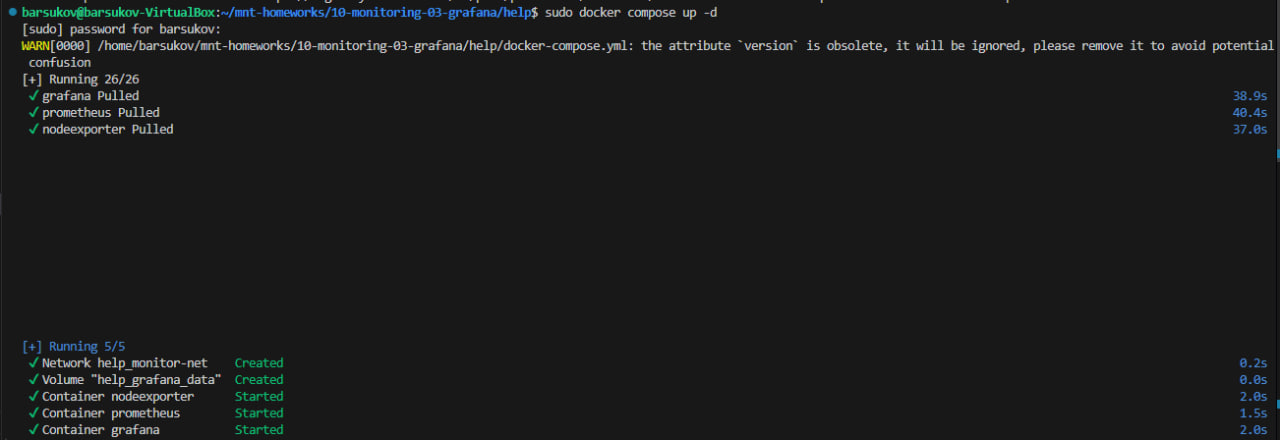 barsukov@barsukov-VirtualBox:~/mnt-homeworks/10-monitoring-03-grafana/help$ sudo docker compose up -d
[sudo] password for barsukov:
WARN[0000] /home/barsukov/mnt-homeworks/10-monitoring-03-grafana/help/docker-compose.yml: the attribute `version` is obsolete, it will be ignored, please remove it to avoid potential
confusion
[+] Running 26/26
✓ grafana Pulled 38.9s
✓ prometheus Pulled 40.4s
✓ nodeexporter Pulled 37.0s
[+] Running 5/5
✓ Network help_monitor-net Created 0.2s
✓ Volume "help_grafana_data" Created 0.0s
✓ Container nodeexporter Started 2.0s
✓ Container prometheus Started 1.5s
✓ Container grafana Started 2.0s